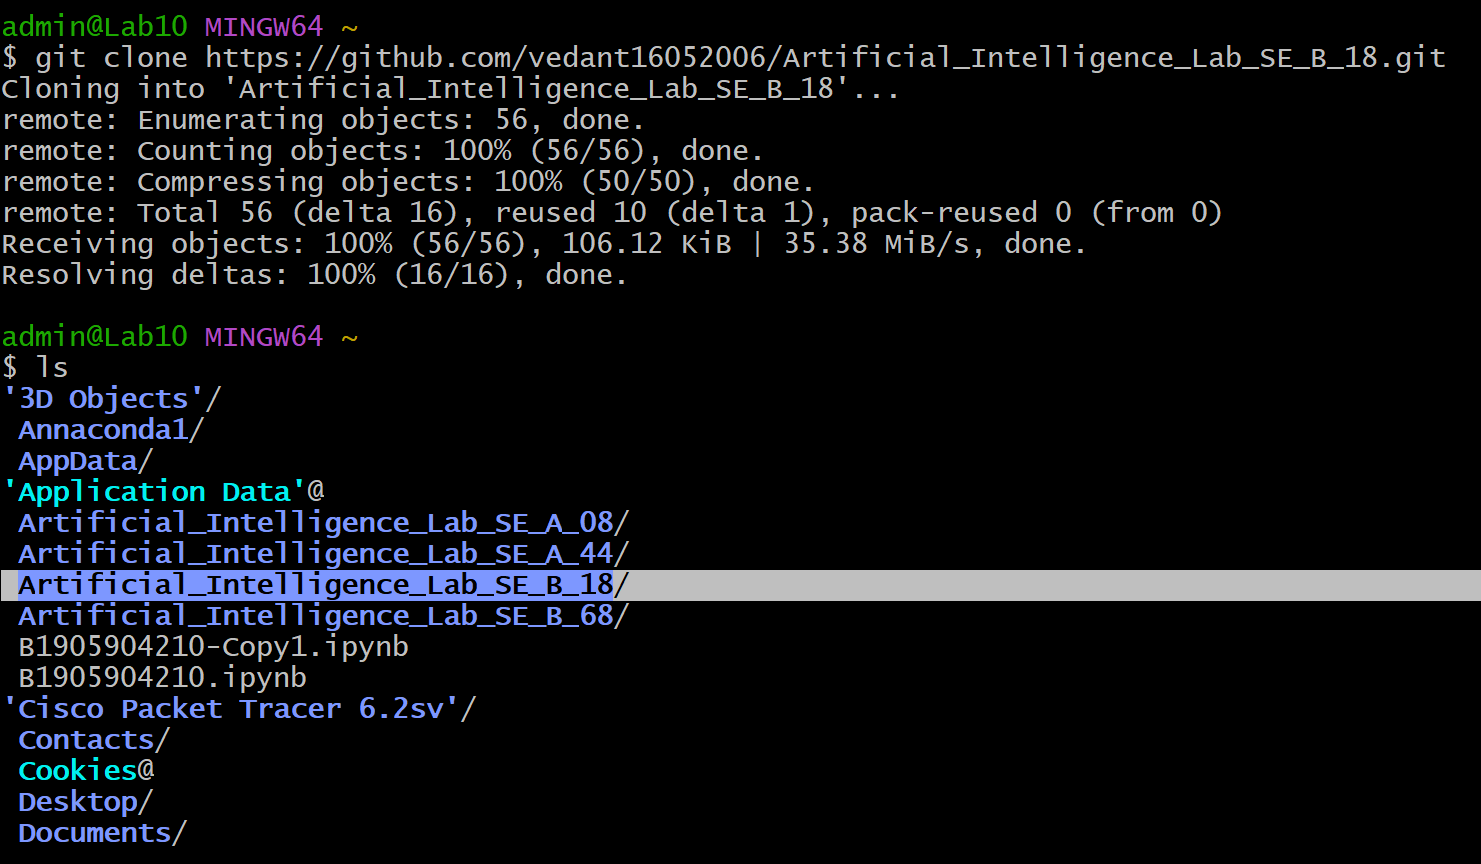 admin@Lab10 MINGW64 ~
$ git clone https://github.com/vedant16052006/Artificial_Intelligence_Lab_SE_B_18.git
Cloning into 'Artificial_Intelligence_Lab_SE_B_18'...
remote: Enumerating objects: 56, done.
remote: Counting objects: 100% (56/56), done.
remote: Compressing objects: 100% (50/50), done.
remote: Total 56 (delta 16), reused 10 (delta 1), pack-reused 0 (from 0)
Receiving objects: 100% (56/56), 106.12 KiB | 35.38 MiB/s, done.
Resolving deltas: 100% (16/16), done.
admin@Lab10 MINGW64 ~
$ ls
'3D Objects'/
Annaconda1/
AppData/
'Application Data'@
Artificial_Intelligence_Lab_SE_A_08/
Artificial_Intelligence_Lab_SE_A_44/
Artificial_Intelligence_Lab_SE_B_18/
Artificial_Intelligence_Lab_SE_B_68/
B1905904210-Copy1.ipynb
B1905904210.ipynb
'Cisco Packet Tracer 6.2sv'/
Contacts/
Cookies@
Desktop/
Documents/